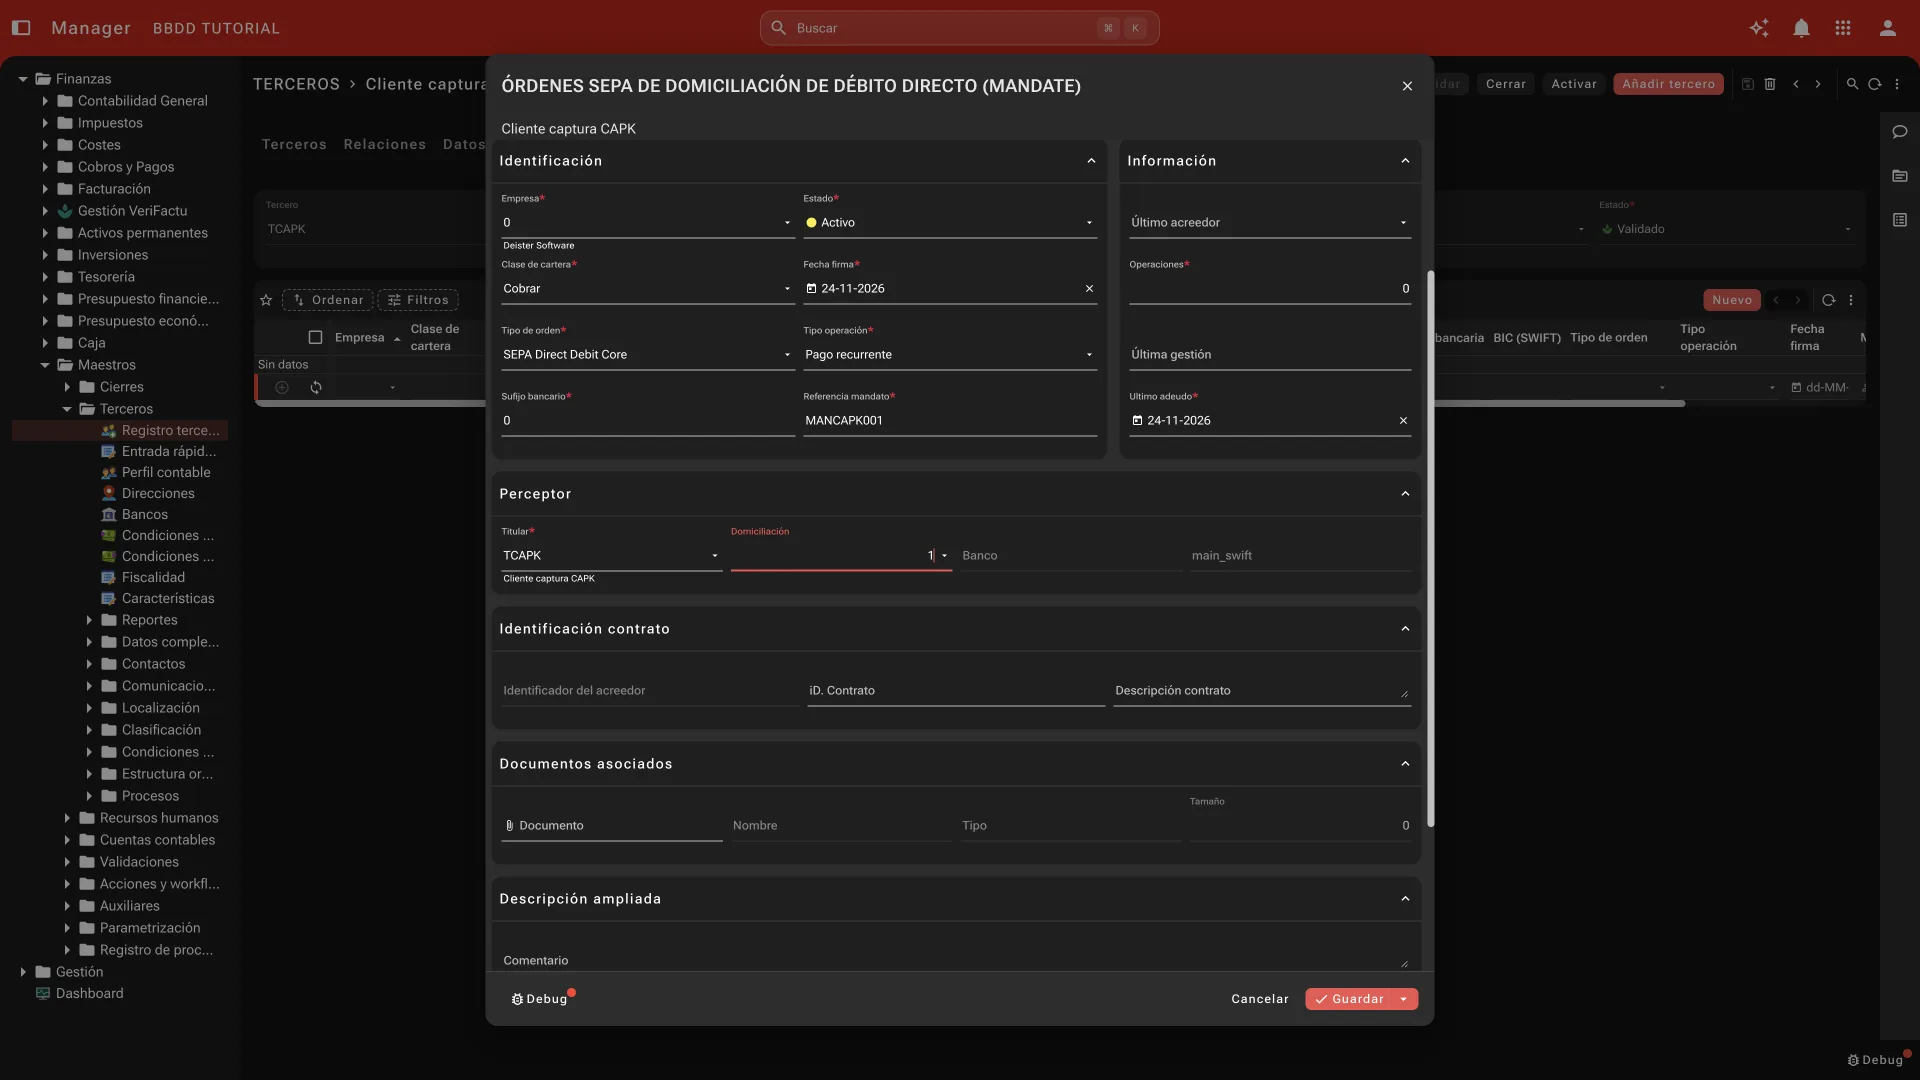 Manager
BBDD TUTORIAL
Buscar
⌘ K
Finanzas
Contabilidad General
Impuestos
Costes
Cobros y Pagos
Facturación
Gestión VeriFactu
Activos permanentes
Inversiones
Tesorería
Presupuesto financie...
Presupuesto econó...
Caja
Maestros
Cierres
Terceros
Registro terce...
Entrada rápid...
Perfil contable
Direcciones
Bancos
Condiciones ...
Condiciones ...
Fiscalidad
Características
Reportes
Datos comple...
Contactos
Comunicacio...
Localización
Clasificación
Condiciones ...
Estructura or...
Procesos
Recursos humanos
Cuentas contables
Validaciones
Acciones y workfl...
Auxiliares
Parametrización
Registro de proc...
Gestión
Dashboard
TERCEROS > Cliente captura
Cerrar
Activar
Añadir tercero
Terceros
Relaciones
Datos
Tercero
TCAPK
Estado*
Validado
Ordenar
Filtros
Nuevo
Empresa
Clase de cartera
bancaria
BIC (SWIFT)
Tipo de orden
Tipo operación
Fecha firma
Sin datos
dd-MM-
ÓRDENES SEPA DE DOMICILIACIÓN DE DÉBITO DIRECTO (MANDATE)
Cliente captura CAPK
Identificación
Empresa*
0
Deister Software
Estado*
Activo
Clase de cartera*
Cobrar
Fecha firma*
24-11-2026
Tipo de orden*
SEPA Direct Debit Core
Tipo operación*
Pago recurrente
Sufijo bancario*
0
Referencia mandato*
MANCAPK001
Información
Último acreedor
Operaciones*
0
Última gestión
Ultimo adeudo*
24-11-2026
Perceptor
Titular*
TCAPK
Cliente captura CAPK
Domiciliación
1
Banco
main_swift
Identificación contrato
Identificador del acreedor
iD. Contrato
Descripción contrato
Documentos asociados
Documento
Nombre
Tipo
Tamaño
0
Descripción ampliada
Comentario
Debug
Cancelar
Guardar
Debug